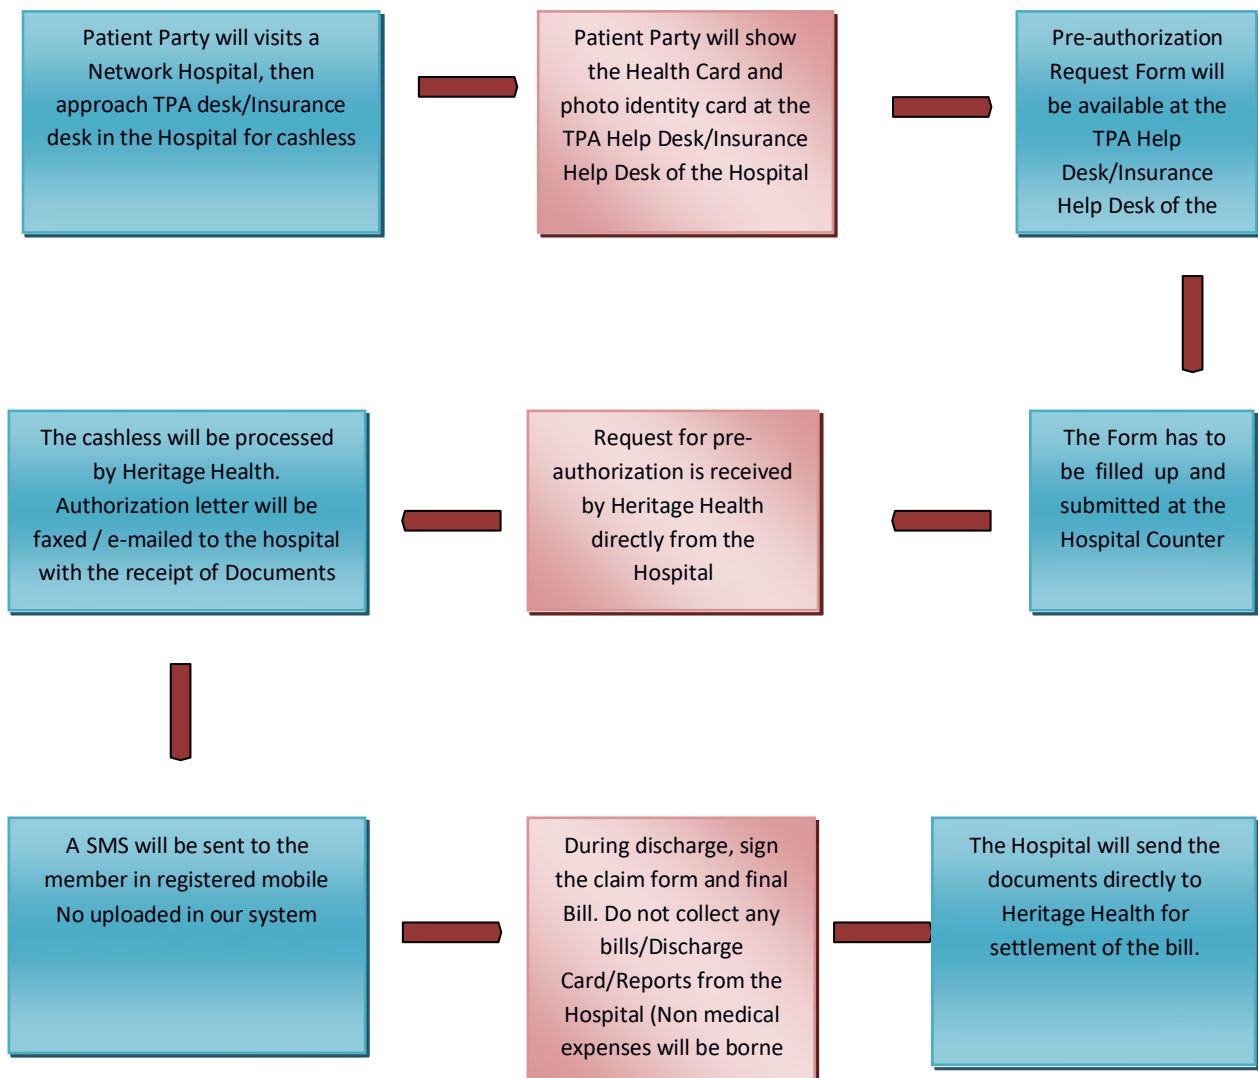 Patient Party will visits a
Network Hospital, then
approach TPA desk/Insurance
desk in the Hospital for cashless
Patient Party will show
the Health Card and
photo identity card at the
TPA Help Desk/Insurance
Help Desk of the Hospital
Pre-authorization
Request Form will
be available at the
TPA Help
Desk/Insurance
Help Desk of the
The Form has to
be filled up and
submitted at the
Hospital Counter
Request for pre-
authorization is received
by Heritage Health
directly from the
Hospital
The cashless will be processed
by Heritage Health.
Authorization letter will be
faxed / e-mailed to the hospital
with the receipt of Documents
A SMS will be sent to the
member in registered mobile
No uploaded in our system
During discharge, sign
the claim form and final
Bill. Do not collect any
bills/Discharge
Card/Reports from the
Hospital (Non medical
expenses will be borne
The Hospital will send the
documents directly to
Heritage Health for
settlement of the bill.